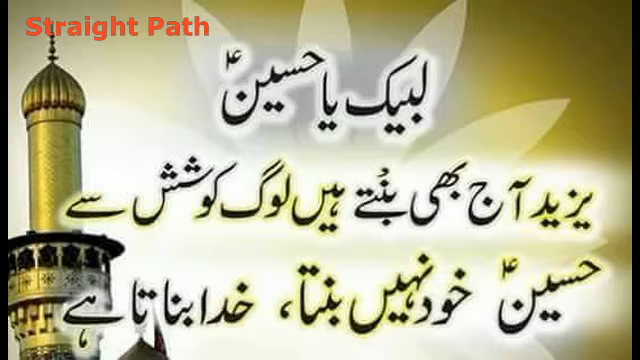 Straight Path
لبیک یا حسینؑ
یزید آج بھی بنتے ہیں لوگ کوشش سے
حسینؑ خود نہیں بنتا، خدا بناتا ہے